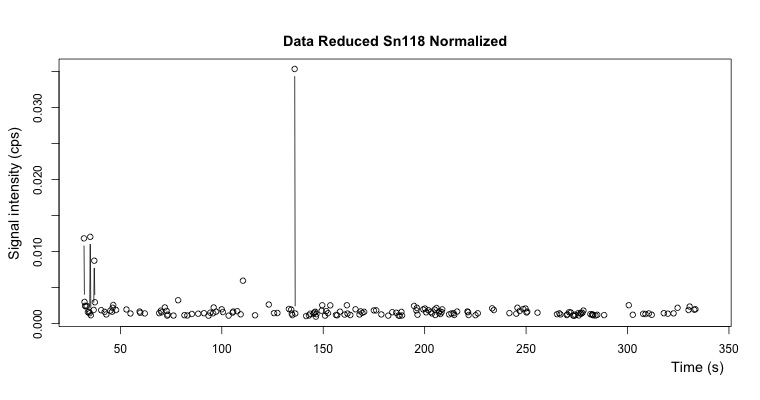 Data Reduced Sn118 Normalized
Signal intensity (cps)
0.030
0.020
0.010
0.000
50 100 150 200 250 300 350
Time (s)